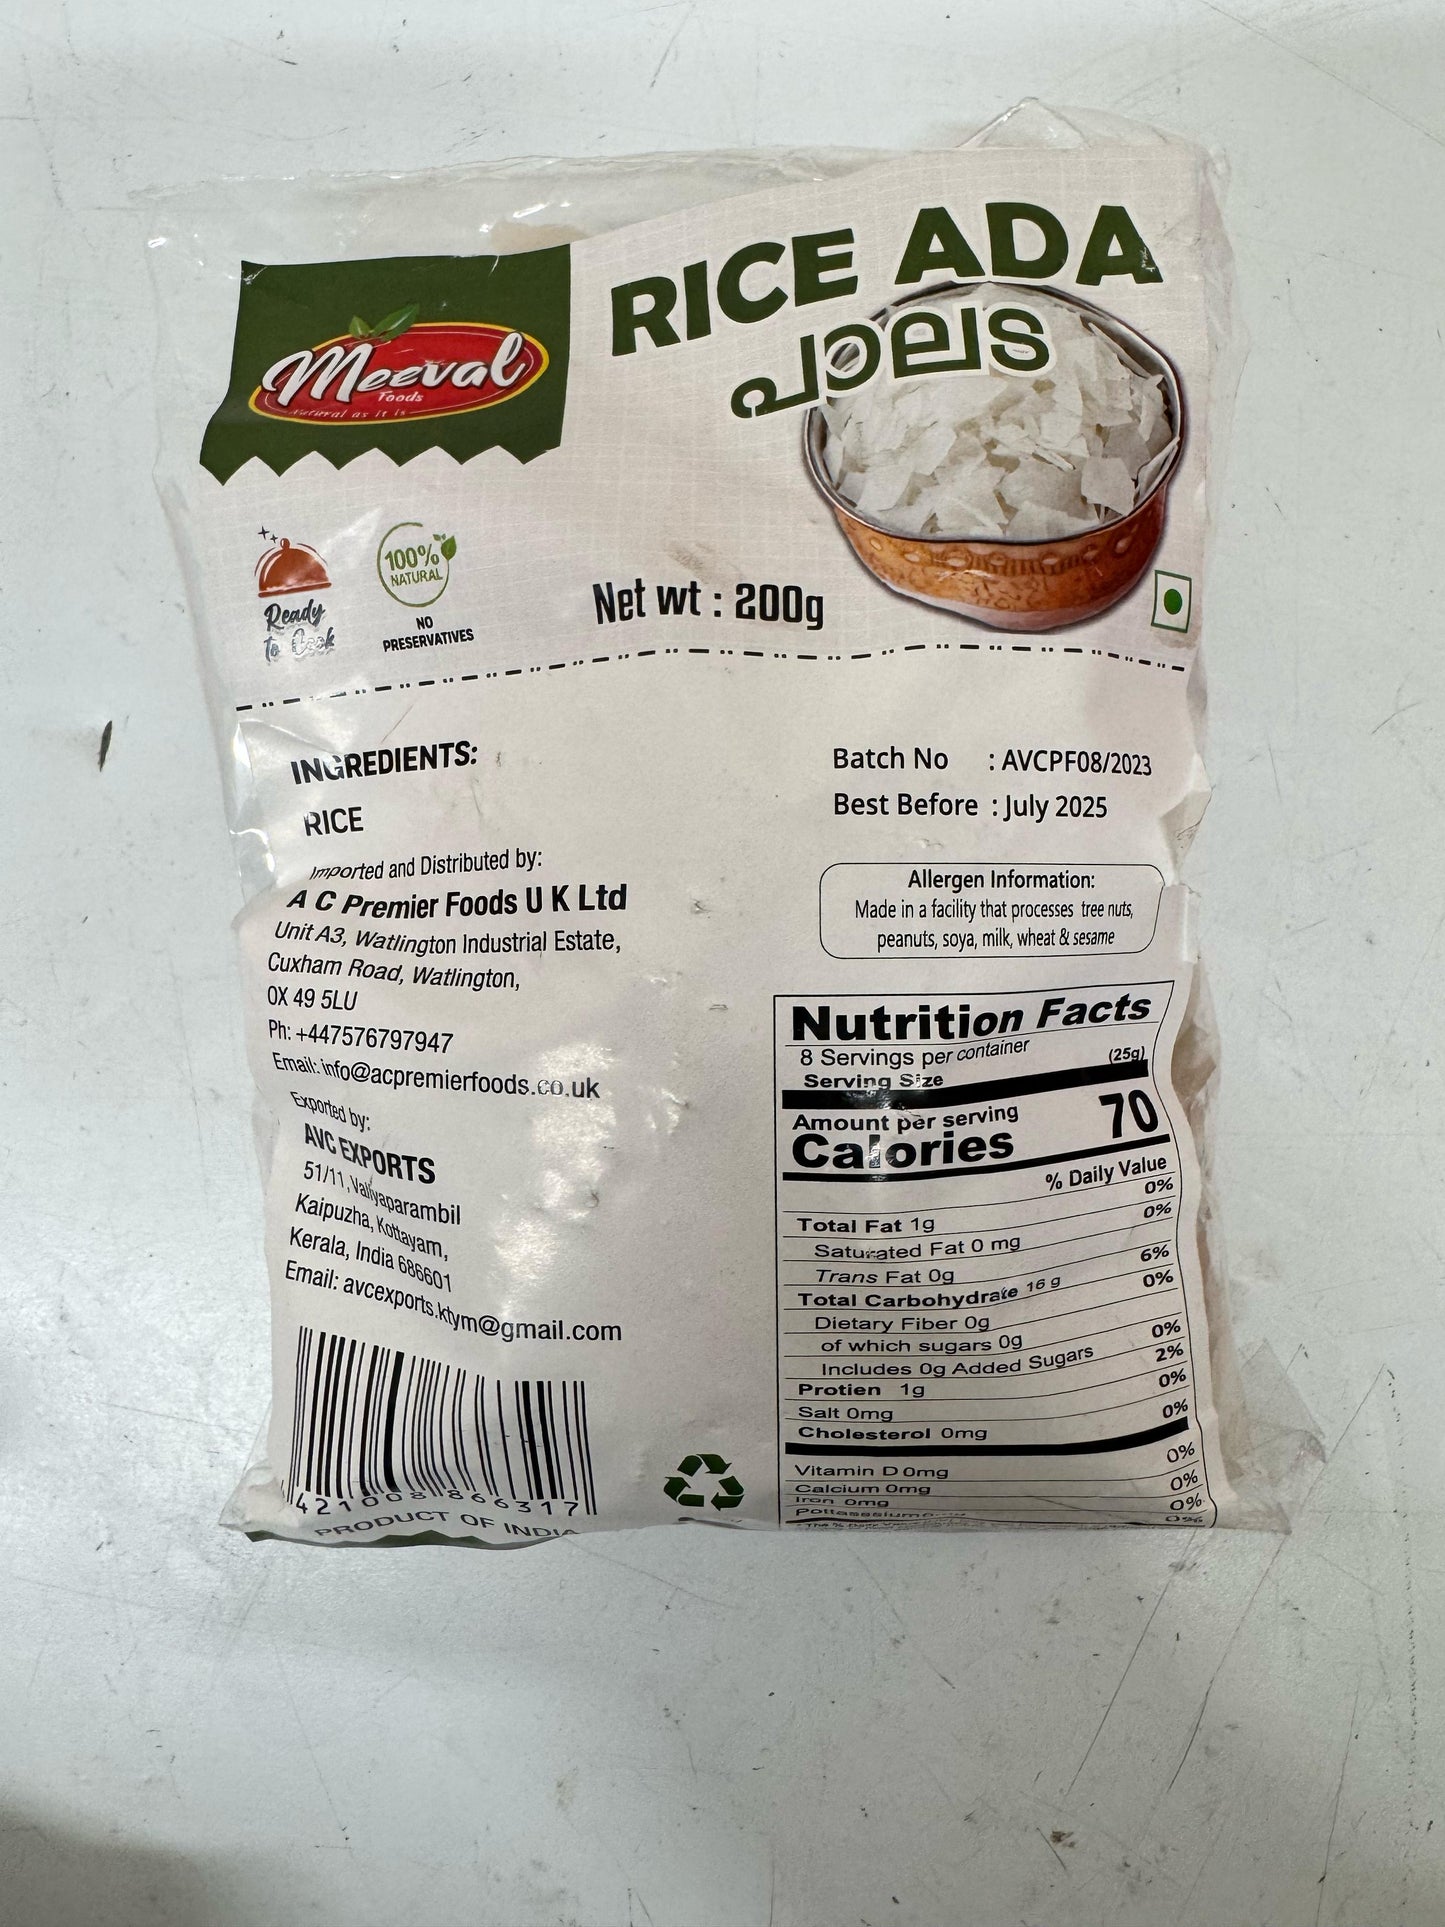 Meeval
Foods
Natural as it is
RICE ADA
പാലട
Ready
to Cook
100%
NATURAL
NO
PRESERVATIVES
Net wt : 200g
INGREDIENTS:
RICE
Imported and Distributed by:
A C Premier Foods U K Ltd
Unit A3, Watlington Industrial Estate,
Cuxham Road, Watlington,
OX 49 5LU
Ph: +447576797947
Email: info@acpremierfoods.co.uk
Exported by:
AVC EXPORTS
51/11, Valiyaparambil
Kaipuzha, Kottayam,
Kerala, India 686601
Email: avcexports.ktym@gmail.com
4210088866317
PRODUCT OF INDIA
Batch No : AVCPF08/2023
Best Before : July 2025
Allergen Information:
Made in a facility that processes tree nuts,
peanuts, soya, milk, wheat & sesame
Nutrition Facts
8 Servings per container
Serving Size (25g)
Amount per serving
Calories 70
% Daily Value
Total Fat 1g 0%
Saturated Fat 0 mg 0%
Trans Fat 0g
Total Carbohydrate 16 g 6%
Dietary Fiber 0g 0%
of which sugars 0g
Includes 0g Added Sugars 0%
Protien 1g 2%
Salt 0mg 0%
Cholesterol 0mg 0%
Vitamin D 0mg 0%
Calcium 0mg 0%
Iron 0mg 0%
Pottasssium 0%